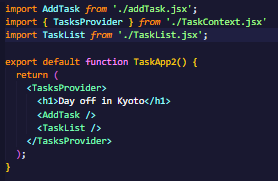 import AddTask from './addTask.jsx';
import { TasksProvider } from './TaskContext.jsx'
import TaskList from './TaskList.jsx';
export default function TaskApp2() {
  return (
    <TasksProvider>
      <h1>Day off in Kyoto</h1>
      <AddTask />
      <TaskList />
    </TasksProvider>
  );
}